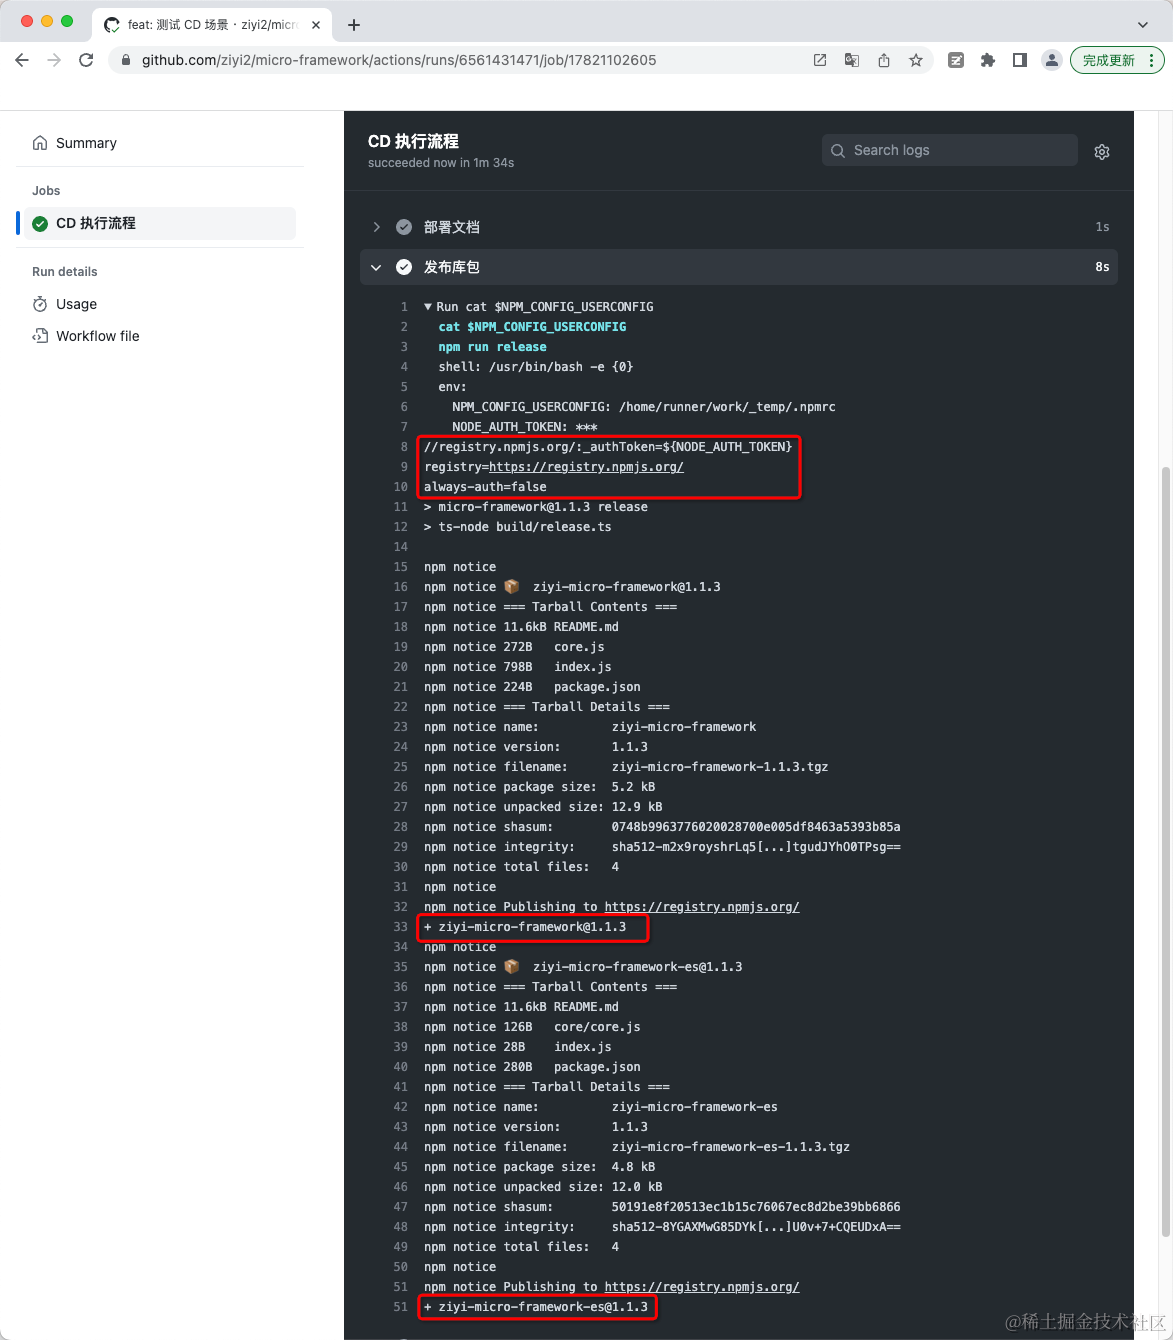 feat: 测试 CD 场景 · ziyi2/micr
github.com/ziyi2/micro-framework/actions/runs/6561431471/job/17821102605
完成更新
Summary
Jobs
CD 执行流程
Run details
Usage
Workflow file
CD 执行流程
succeeded now in 1m 34s
Search logs
部署文档 1s
发布库包 8s
1 ▼ Run cat $NPM_CONFIG_USERCONFIG
2 cat $NPM_CONFIG_USERCONFIG
3 npm run release
4 shell: /usr/bin/bash -e {0}
5 env:
6 NPM_CONFIG_USERCONFIG: /home/runner/work/_temp/.npmrc
7 NODE_AUTH_TOKEN: ***
8 //registry.npmjs.org/:_authToken=${NODE_AUTH_TOKEN}
9 registry=https://registry.npmjs.org/
10 always-auth=false
11 > micro-framework@1.1.3 release
12 > ts-node build/release.ts
14
15 npm notice
16 npm notice 📦 ziyi-micro-framework@1.1.3
17 npm notice === Tarball Contents ===
18 npm notice 11.6kB README.md
19 npm notice 272B core.js
20 npm notice 798B index.js
21 npm notice 224B package.json
22 npm notice === Tarball Details ===
23 npm notice name: ziyi-micro-framework
24 npm notice version: 1.1.3
25 npm notice filename: ziyi-micro-framework-1.1.3.tgz
26 npm notice package size: 5.2 kB
27 npm notice unpacked size: 12.9 kB
28 npm notice shasum: 0748b9963776020028700e005df8463a5393b85a
29 npm notice integrity: sha512-m2x9royshrLq5[...]tgudJYhO0TPsg==
30 npm notice total files: 4
31 npm notice
32 npm notice Publishing to https://registry.npmjs.org/
33 + ziyi-micro-framework@1.1.3
34 npm notice
35 npm notice 📦 ziyi-micro-framework-es@1.1.3
36 npm notice === Tarball Contents ===
37 npm notice 11.6kB README.md
38 npm notice 126B core/core.js
39 npm notice 28B index.js
40 npm notice 280B package.json
41 npm notice === Tarball Details ===
42 npm notice name: ziyi-micro-framework-es
43 npm notice version: 1.1.3
44 npm notice filename: ziyi-micro-framework-es-1.1.3.tgz
45 npm notice package size: 4.8 kB
46 npm notice unpacked size: 12.0 kB
47 npm notice shasum: 50191e8f20513ec1b15c76067ec8d2be39bb6866
48 npm notice integrity: sha512-8YGAXMwG85DYk[...]U0v+7+CQEUDxA==
49 npm notice total files: 4
50 npm notice
51 npm notice Publishing to https://registry.npmjs.org/
51 + ziyi-micro-framework-es@1.1.3
@稀土掘金技术社区